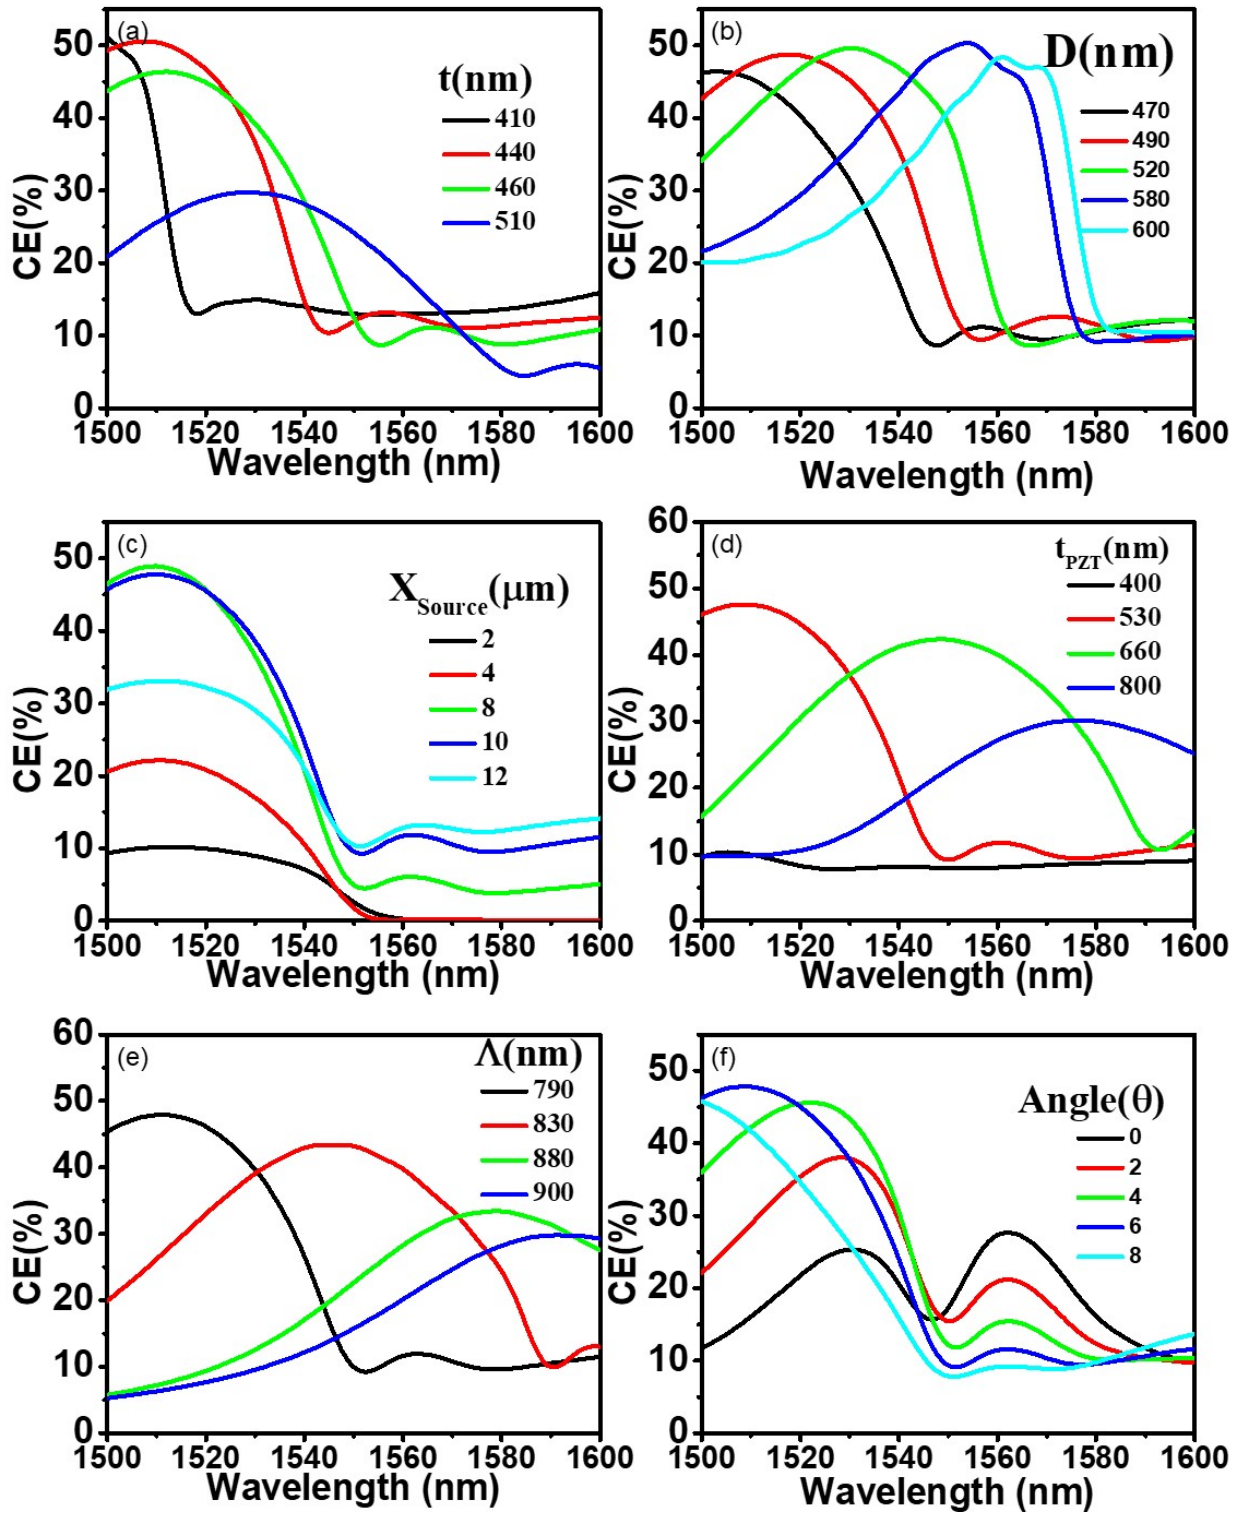 (a)
t(nm)
410
440
460
510
CE(%)
50
40
30
20
10
0
1500 1520 1540 1560 1580 1600
Wavelength (nm)
(b)
D(nm)
470
490
520
580
600
CE(%)
50
40
30
20
10
0
1500 1520 1540 1560 1580 1600
Wavelength (nm)
(c)
XSource(μm)
2
4
8
10
12
CE(%)
50
40
30
20
10
0
1500 1520 1540 1560 1580 1600
Wavelength (nm)
(d)
tPZT(nm)
400
530
660
800
CE(%)
60
50
40
30
20
10
0
1500 1520 1540 1560 1580 1600
Wavelength (nm)
(e)
Λ(nm)
790
830
880
900
CE(%)
60
50
40
30
20
10
0
1500 1520 1540 1560 1580 1600
Wavelength (nm)
(f)
Angle(θ)
0
2
4
6
8
CE(%)
50
40
30
20
10
0
1500 1520 1540 1560 1580 1600
Wavelength (nm)